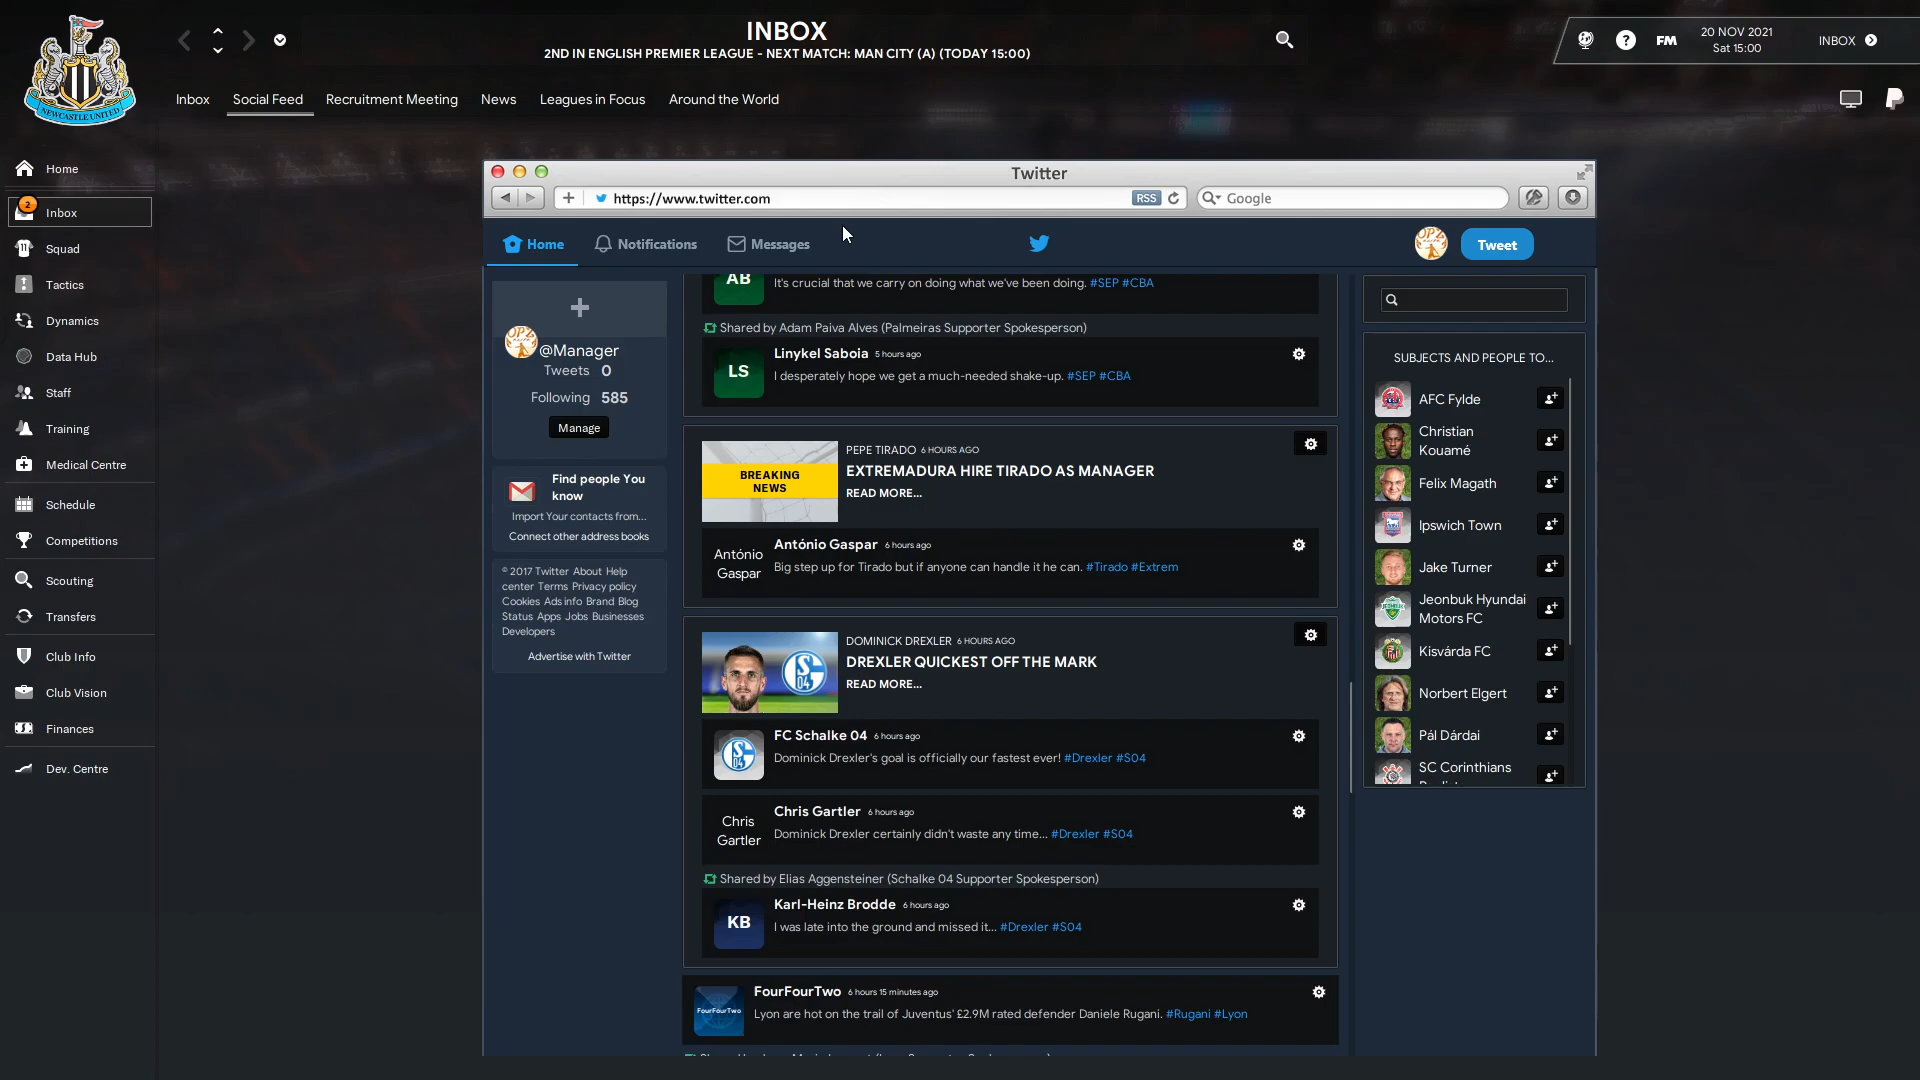 INBOX
2ND IN ENGLISH PREMIER LEAGUE - NEXT MATCH: MAN CITY (A) (TODAY 15:00)
FM
20 NOV 2021
Sat 15:00
INBOX
NEWCASTLE UNITED
Inbox
Social Feed
Recruitment Meeting
News
Leagues in Focus
Around the World
Home
2
Inbox
Squad
Tactics
Dynamics
Data Hub
Staff
Training
Medical Centre
Schedule
Competitions
Scouting
Transfers
Club Info
Club Vision
Finances
Dev. Centre
Twitter
https://www.twitter.com
RSS
Google
Home
Notifications
Messages
Tweet
@Manager
Tweets 0
Following 585
Manage
Find people You
know
Import Your contacts from...
Connect other address books
© 2017 Twitter About Help
center Terms Privacy policy
Cookies Ads info Brand Blog
Status Apps Jobs Businesses
Developers
Advertise with Twitter
AB
It's crucial that we carry on doing what we've been doing. #SEP #CBA
Shared by Adam Paiva Alves (Palmeiras Supporter Spokesperson)
LS
Linykel Saboia 5 hours ago
I desperately hope we get a much-needed shake-up. #SEP #CBA
BREAKING
NEWS
PEPE TIRADO 6 HOURS AGO
EXTREMADURA HIRE TIRADO AS MANAGER
READ MORE...
António
Gaspar
António Gaspar 6 hours ago
Big step up for Tirado but if anyone can handle it he can. #Tirado #Extrem
DOMINICK DREXLER 6 HOURS AGO
DREXLER QUICKEST OFF THE MARK
READ MORE...
FC Schalke 04 6 hours ago
Dominick Drexler's goal is officially our fastest ever! #Drexler #S04
Chris
Gartler
Chris Gartler 6 hours ago
Dominick Drexler certainly didn't waste any time... #Drexler #S04
Shared by Elias Aggensteiner (Schalke 04 Supporter Spokesperson)
KB
Karl-Heinz Brodde 6 hours ago
I was late into the ground and missed it... #Drexler #S04
FourFourTwo
FourFourTwo 6 hours 15 minutes ago
Lyon are hot on the trail of Juventus' £2.9M rated defender Daniele Rugani. #Rugani #Lyon
SUBJECTS AND PEOPLE TO...
AFC Fylde
Christian
Kouamé
Felix Magath
Ipswich Town
Jake Turner
Jeonbuk Hyundai
Motors FC
Kisvárda FC
Norbert Elgert
Pál Dárdai
SC Corinthians